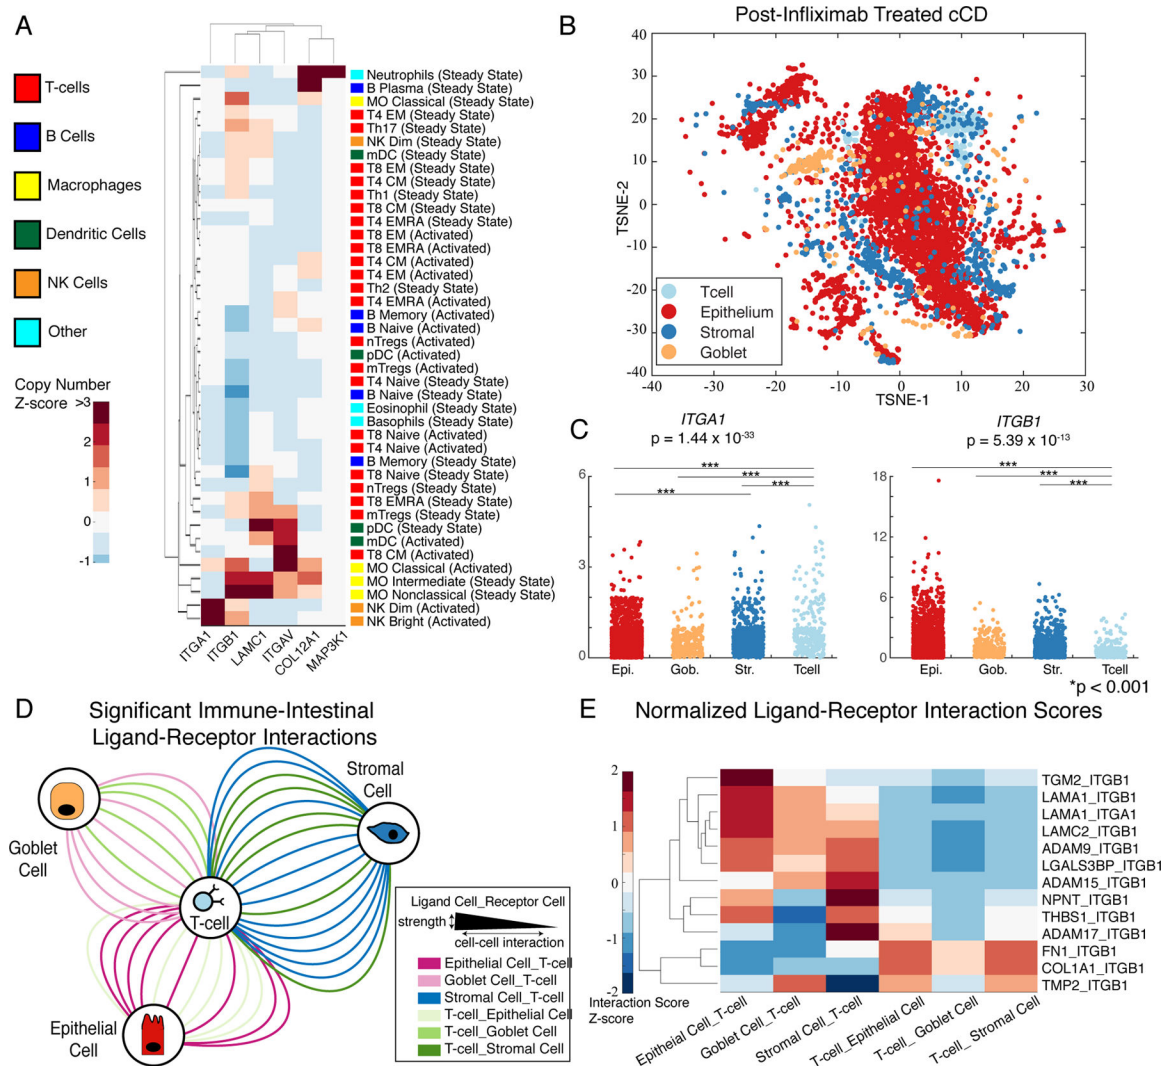 A
T-cells
B Cells
Macrophages
Dendritic Cells
NK Cells
Other
Copy Number
Z-score
>3
2
1
0
-1
Neutrophils (Steady State)
B Plasma (Steady State)
MO Classical (Steady State)
T4 EM (Steady State)
Th17 (Steady State)
NK Dim (Steady State)
mDC (Steady State)
T8 EM (Steady State)
T4 CM (Steady State)
Th1 (Steady State)
T8 CM (Steady State)
T4 EMRA (Steady State)
T8 EM (Activated)
T8 EMRA (Activated)
T4 CM (Activated)
T4 EM (Activated)
Th2 (Steady State)
T4 EMRA (Activated)
B Memory (Activated)
B Naive (Activated)
nTregs (Activated)
pDC (Activated)
mTregs (Activated)
T4 Naive (Steady State)
B Naive (Steady State)
Eosinophil (Steady State)
Basophils (Steady State)
T8 Naive (Activated)
T4 Naive (Activated)
B Memory (Steady State)
T8 Naive (Steady State)
nTregs (Steady State)
T8 EMRA (Steady State)
mTregs (Steady State)
pDC (Steady State)
mDC (Activated)
T8 CM (Activated)
MO Classical (Activated)
MO Intermediate (Steady State)
MO Nonclassical (Steady State)
NK Dim (Activated)
NK Bright (Activated)
ITGA1
ITGB1
LAMC1
ITGAV
COL12A1
MAP3K1
B
Post-Infliximab Treated cCD
TSNE-2
40
30
20
10
0
-10
-20
-30
-40
Tcell
Epithelium
Stromal
Goblet
-40 -10 0 10 20 30
TSNE-1
C
ITGA1
p = 1.44 x 10-33
***
***
***
***
6
3
0
Epi. Gob. Str. Tcell
ITGB1
p = 5.39 x 10-13
***
***
***
18
12
6
0
Epi. Gob. Str. Tcell
*p < 0.001
D
Significant Immune-Intestinal
Ligand-Receptor Interactions
Goblet
Cell
Stromal
Cell
T-cell
Epithelial
Cell
Ligand Cell_Receptor Cell
strength
cell-cell interaction
Epithelial Cell_T-cell
Goblet Cell_T-cell
Stromal Cell_T-cell
T-cell_Epithelial Cell
T-cell_Goblet Cell
T-cell_Stromal Cell
E
Normalized Ligand-Receptor Interaction Scores
2
1
0
-1
-2
Interaction Score
Z-score
TGM2_ITGB1
LAMA1_ITGB1
LAMA1_ITGA1
LAMC2_ITGB1
ADAM9_ITGB1
LGALS3BP_ITGB1
ADAM15_ITGB1
NPNT_ITGB1
THBS1_ITGB1
ADAM17_ITGB1
FN1_ITGB1
COL1A1_ITGB1
TMP2_ITGB1
Epitheial Cell_T-cell
Goblet Cell_T-cell
Stromal Cell_T-cell
T-cell_Epithelial Cell
T-cell_ Goblet Cell
T-cell_ Stromal Cell